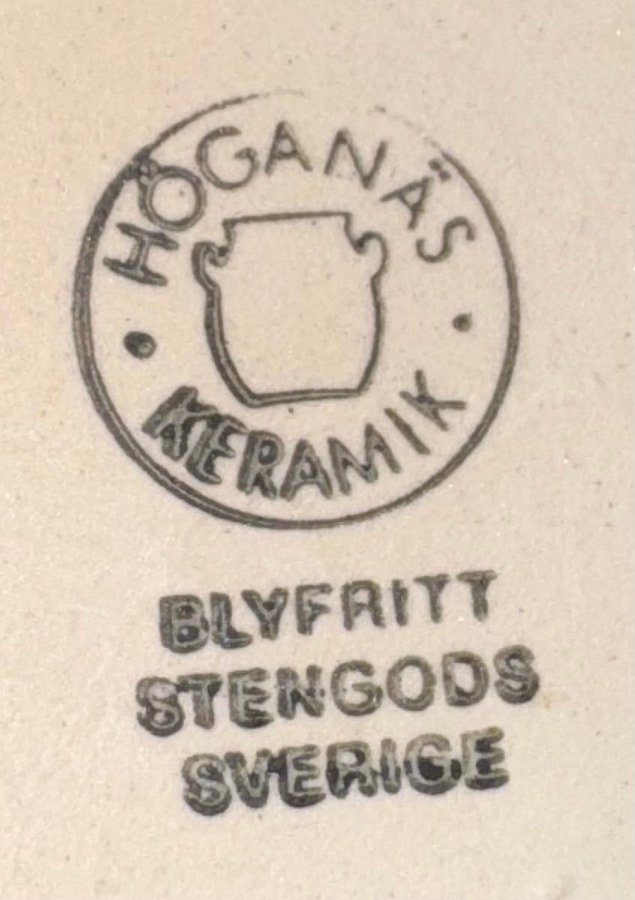 HÖGANÄS
· KERAMIK ·
BLYFRITT
STENGODS
SVERIGE